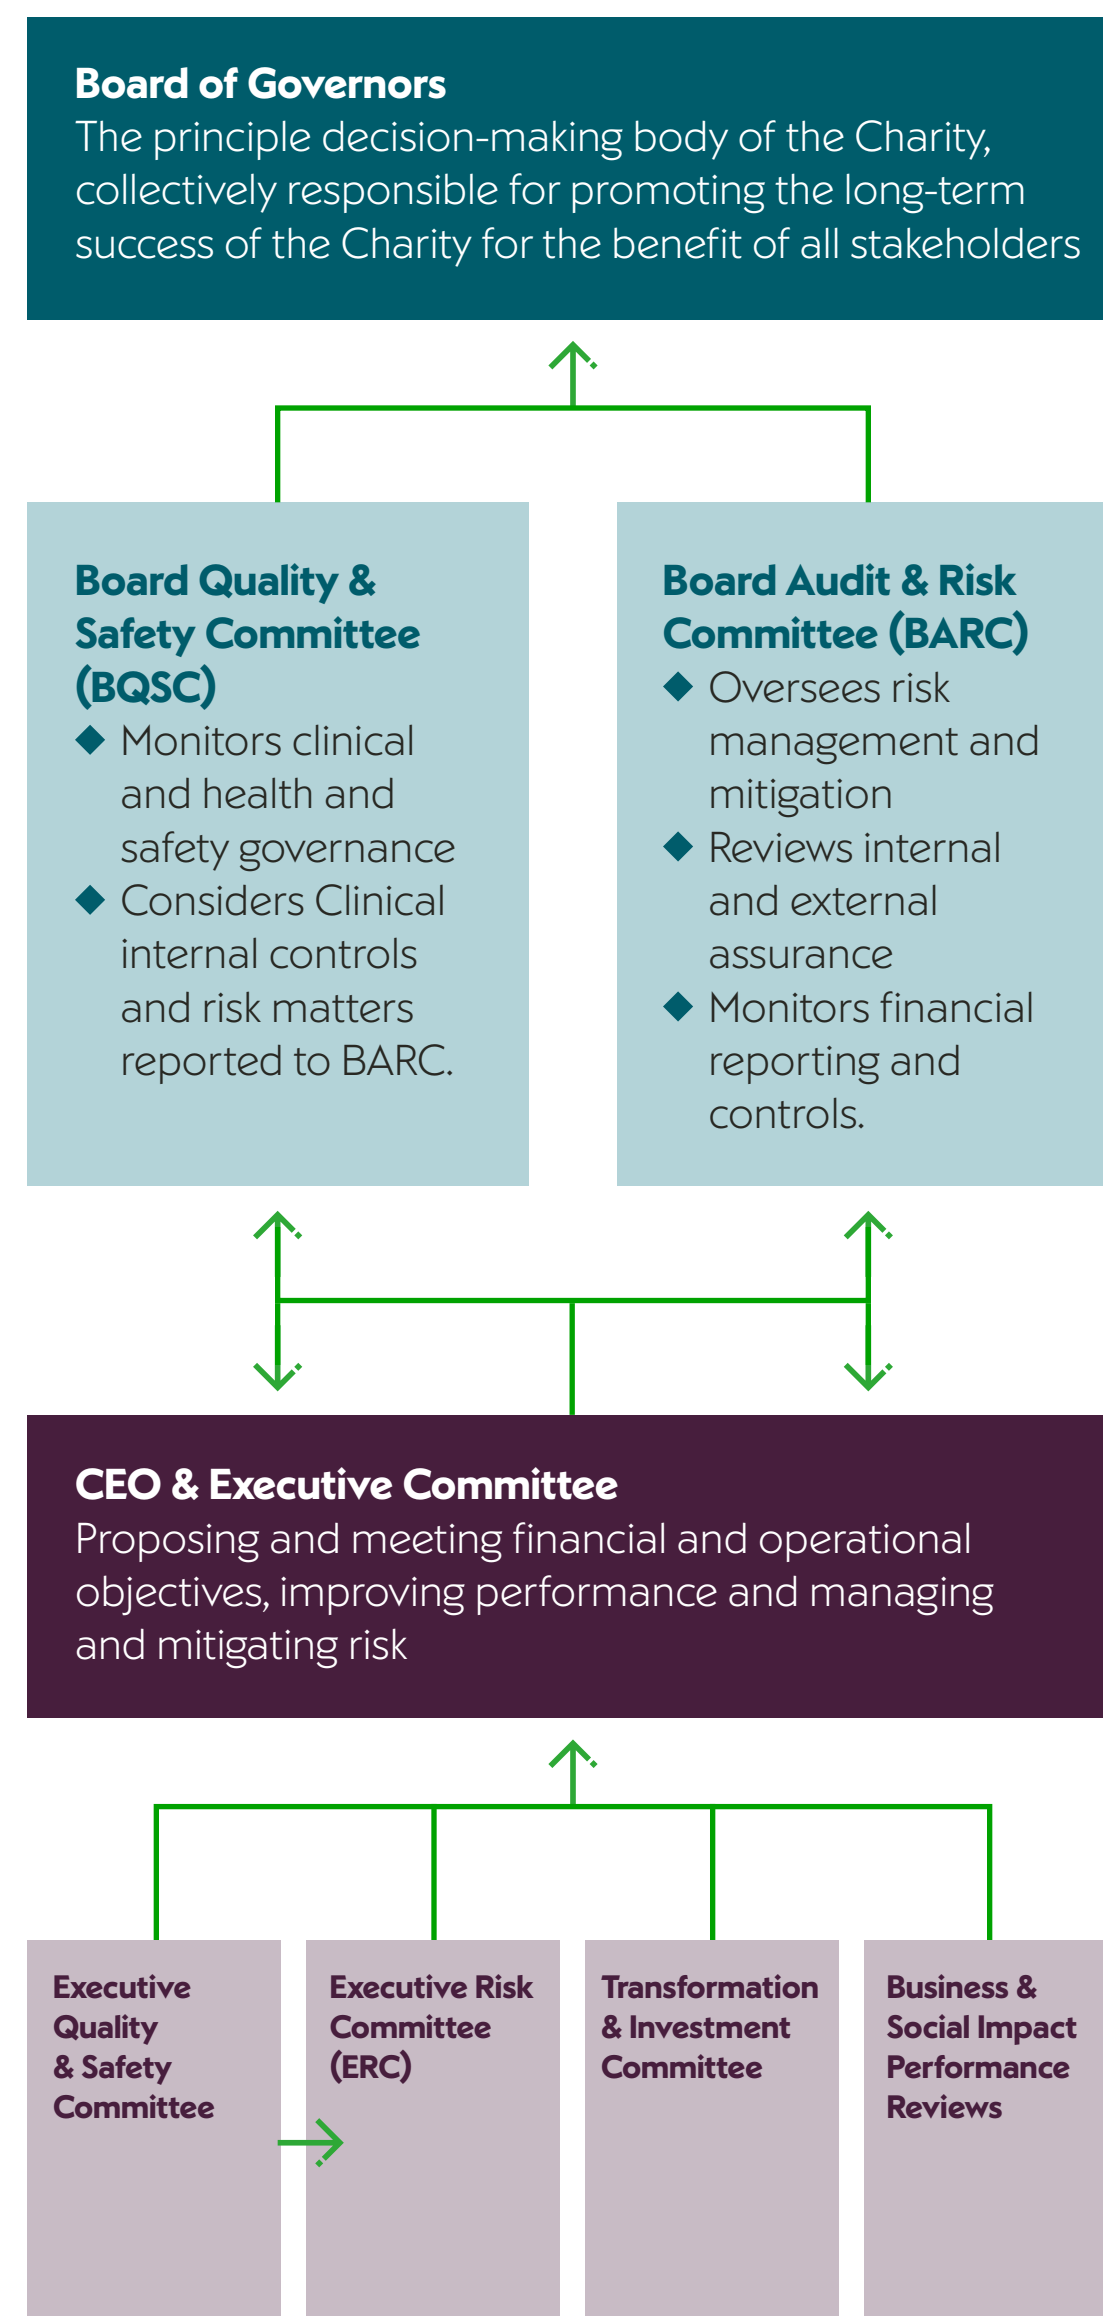 Board of Governors
The principle decision-making body of the Charity,
collectively responsible for promoting the long-term
success of the Charity for the benefit of all stakeholders
Board Quality &
Safety Committee
(BQSC)
◆ Monitors clinical
and health and
safety governance
◆ Considers Clinical
internal controls
and risk matters
reported to BARC.
Board Audit & Risk
Committee (BARC)
◆ Oversees risk
management and
mitigation
◆ Reviews internal
and external
assurance
◆ Monitors financial
reporting and
controls.
CEO & Executive Committee
Proposing and meeting financial and operational
objectives, improving performance and managing
and mitigating risk
Executive
Quality
& Safety
Committee
Executive Risk
Committee
(ERC)
Transformation
& Investment
Committee
Business &
Social Impact
Performance
Reviews